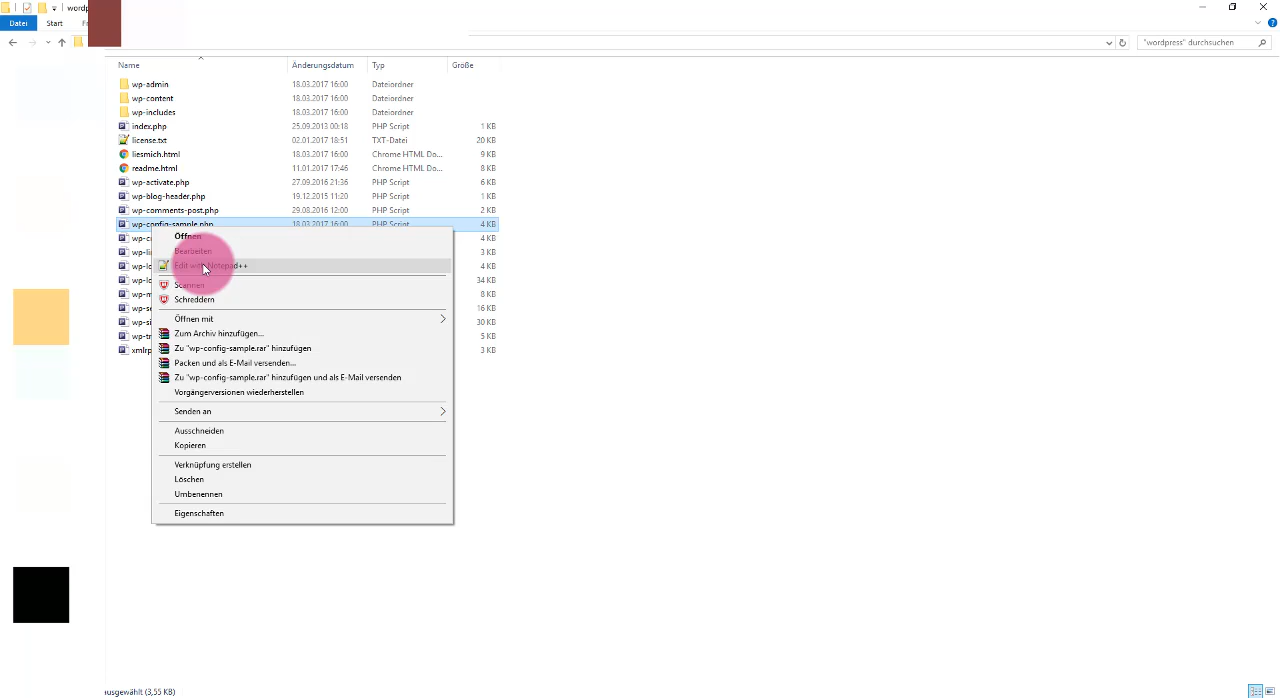 Datei Start
"wordpress" durchsuchen
Name Änderungsdatum Typ Größe
wp-admin 18.03.2017 16:00 Dateiordner
wp-content 18.03.2017 16:00 Dateiordner
wp-includes 18.03.2017 16:00 Dateiordner
index.php 25.09.2013 00:18 PHP Script 1 KB
license.txt 02.01.2017 18:51 TXT-Datei 20 KB
liesmich.html 18.03.2017 16:00 Chrome HTML Do... 9 KB
readme.html 11.01.2017 17:46 Chrome HTML Do... 8 KB
wp-activate.php 27.09.2016 21:36 PHP Script 6 KB
wp-blog-header.php 19.12.2015 11:20 PHP Script 1 KB
wp-comments-post.php 29.08.2016 12:00 PHP Script 2 KB
wp-config-sample.php 18.03.2017 16:00 PHP Script 4 KB
4 KB
3 KB
4 KB
34 KB
8 KB
16 KB
30 KB
5 KB
3 KB
Öffnen
Bearbeiten
Edit with Notepad++
Scannen
Schreddern
Öffnen mit
Zum Archiv hinzufügen...
Zu "wp-config-sample.rar" hinzufügen
Packen und als E-Mail versenden...
Zu "wp-config-sample.rar" hinzufügen und als E-Mail versenden
Vorgängerversionen wiederherstellen
Senden an
Ausschneiden
Kopieren
Verknüpfung erstellen
Löschen
Umbenennen
Eigenschaften
ausgewählt (3,55 KB)